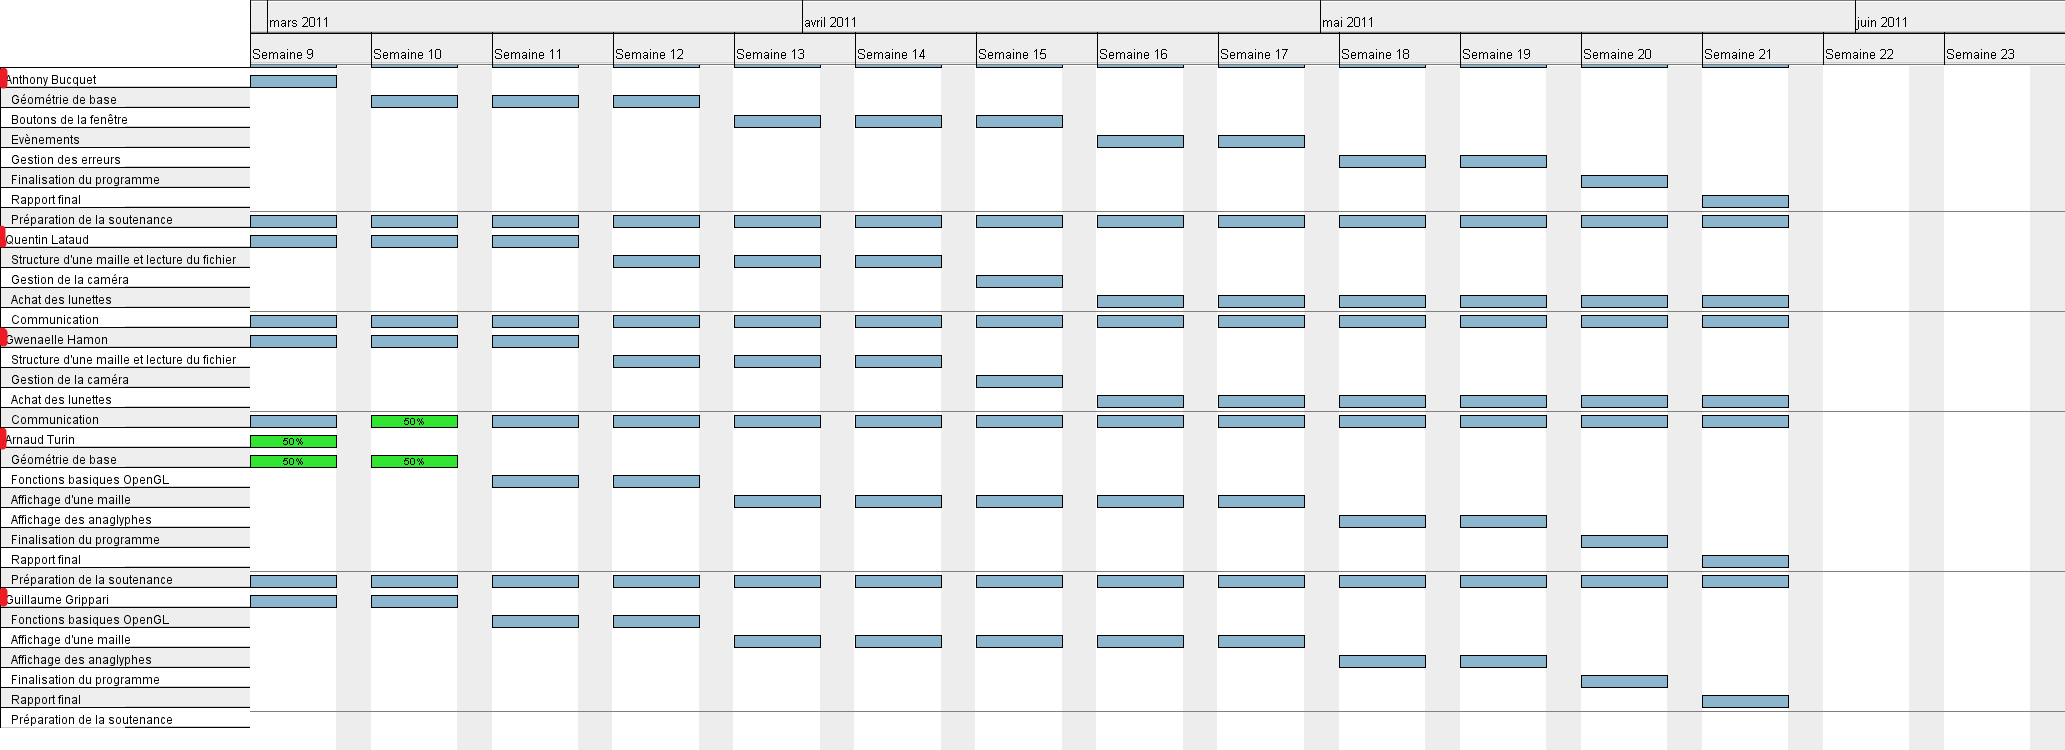 mars 2011 avril 2011 mai 2011 juin 2011
Semaine 9 Semaine 10 Semaine 11 Semaine 12 Semaine 13 Semaine 14 Semaine 15 Semaine 16 Semaine 17 Semaine 18 Semaine 19 Semaine 20 Semaine 21 Semaine 22 Semaine 23
Anthony Bucquet
Géométrie de base
Boutons de la fenêtre
Evènements
Gestion des erreurs
Finalisation du programme
Rapport final
Préparation de la soutenance
Quentin Lataud
Structure d'une maille et lecture du fichier
Gestion de la caméra
Achat des lunettes
Communication
Gwenaelle Hamon
Structure d'une maille et lecture du fichier
Gestion de la caméra
Achat des lunettes
Communication 50%
Arnaud Turin 50%
Géométrie de base 50% 50%
Fonctions basiques OpenGL
Affichage d'une maille
Affichage des anaglyphes
Finalisation du programme
Rapport final
Préparation de la soutenance
Guillaume Grippari
Fonctions basiques OpenGL
Affichage d'une maille
Affichage des anaglyphes
Finalisation du programme
Rapport final
Préparation de la soutenance